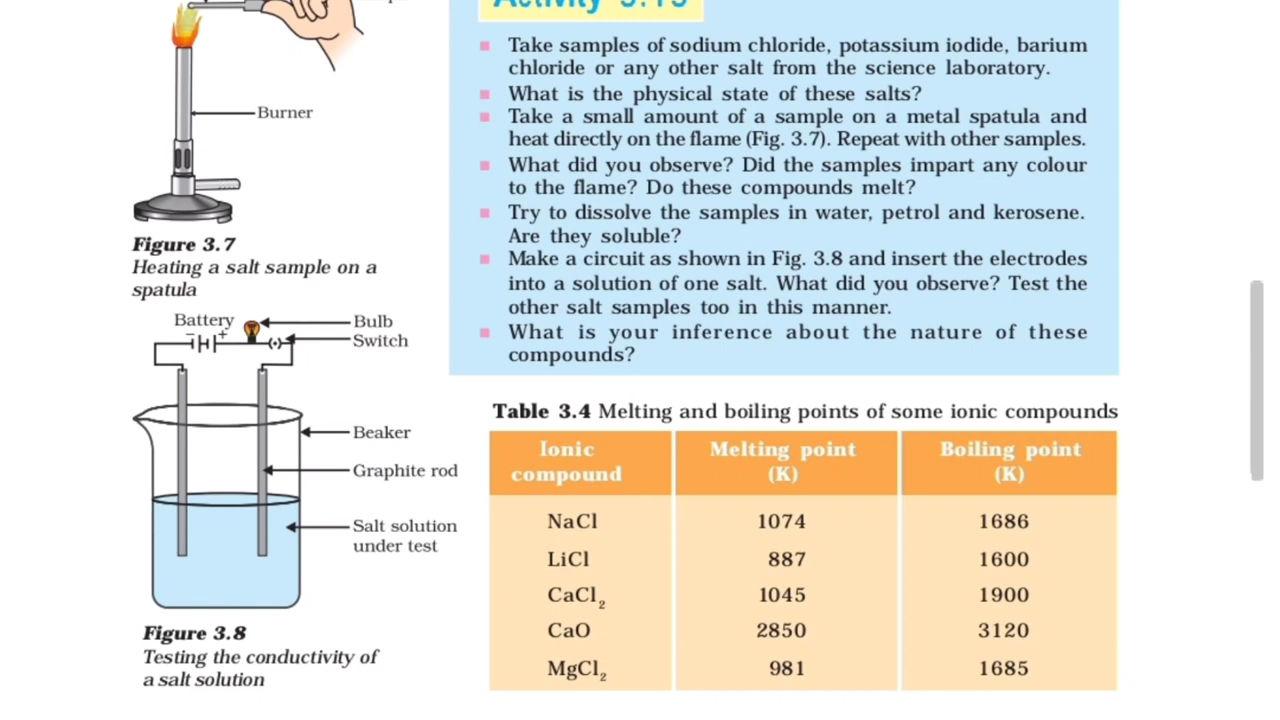 Activity 3.13
■ Take samples of sodium chloride, potassium iodide, barium
chloride or any other salt from the science laboratory.
■ What is the physical state of these salts?
■ Take a small amount of a sample on a metal spatula and
heat directly on the flame (Fig. 3.7). Repeat with other samples.
■ What did you observe? Did the samples impart any colour
to the flame? Do these compounds melt?
■ Try to dissolve the samples in water, petrol and kerosene.
Are they soluble?
■ Make a circuit as shown in Fig. 3.8 and insert the electrodes
into a solution of one salt. What did you observe? Test the
other salt samples too in this manner.
■ What is your inference about the nature of these
compounds?
Burner
Figure 3.7
Heating a salt sample on a
spatula
Battery
- +
Bulb
Switch
Beaker
Graphite rod
Salt solution
under test
Figure 3.8
Testing the conductivity of
a salt solution
Table 3.4 Melting and boiling points of some ionic compounds
Ionic compound Melting point (K) Boiling point (K)
NaCl 1074 1686
LiCl 887 1600
CaCl₂ 1045 1900
CaO 2850 3120
MgCl₂ 981 1685